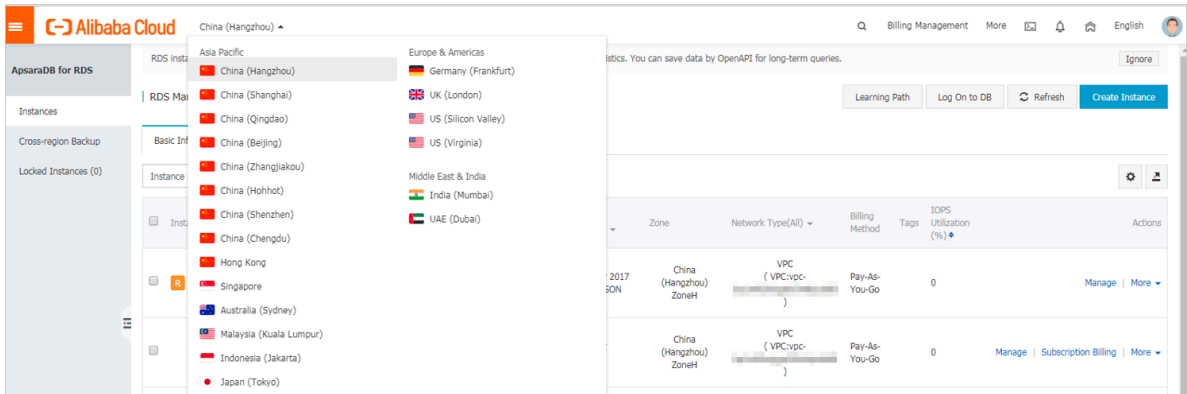 Alibaba Cloud
China (Hangzhou)
Billing Management
More
English
ApsaraDB for RDS
Instances
Cross-region Backup
Locked Instances (0)
Asia Pacific
China (Hangzhou)
China (Shanghai)
China (Qingdao)
China (Beijing)
China (Zhangjiakou)
China (Hohhot)
China (Shenzhen)
China (Chengdu)
Hong Kong
Singapore
Australia (Sydney)
Malaysia (Kuala Lumpur)
Indonesia (Jakarta)
Japan (Tokyo)
Europe & Americas
Germany (Frankfurt)
UK (London)
US (Silicon Valley)
US (Virginia)
Middle East & India
India (Mumbai)
UAE (Dubai)
RDS
You can save data by OpenAPI for long-term queries.
Ignore
RDS
Learning Path
Log On to DB
Refresh
Create Instance
Basic
Instance
Zone
Network Type(All)
Billing
Method
Tags
IOPS
Utilization
(%)
Actions
R
2017
China
(Hangzhou)
ZoneH
VPC
( VPC:vpc-
)
Pay-As-
You-Go
0
Manage | More
China
(Hangzhou)
ZoneH
VPC
( VPC:vpc-
)
Pay-As-
You-Go
0
Manage | Subscription Billing | More